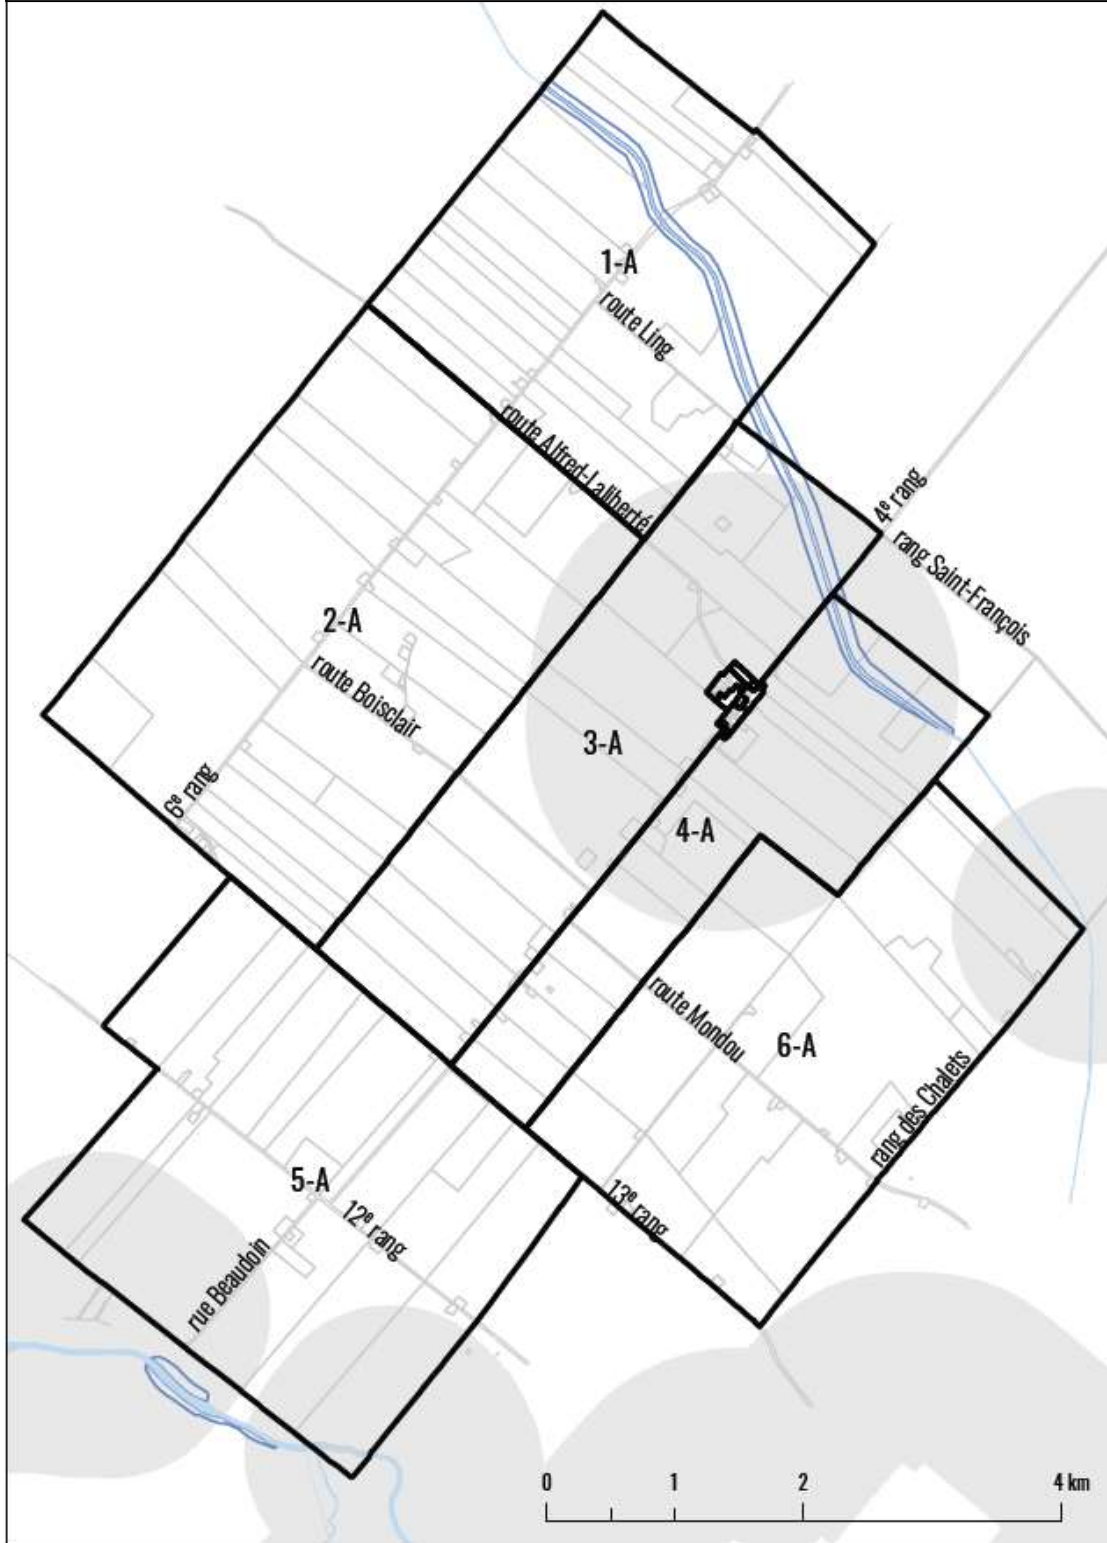 1-A
route Ling
route Alfred-Laliberté
4e rang
rang Saint-François
2-A
route Boisclair
3-A
6e rang
4-A
route Mondou
6-A
rang des Chalets
5-A
12e rang
13e rang
rue Beaudoin
0 1 2 4 km